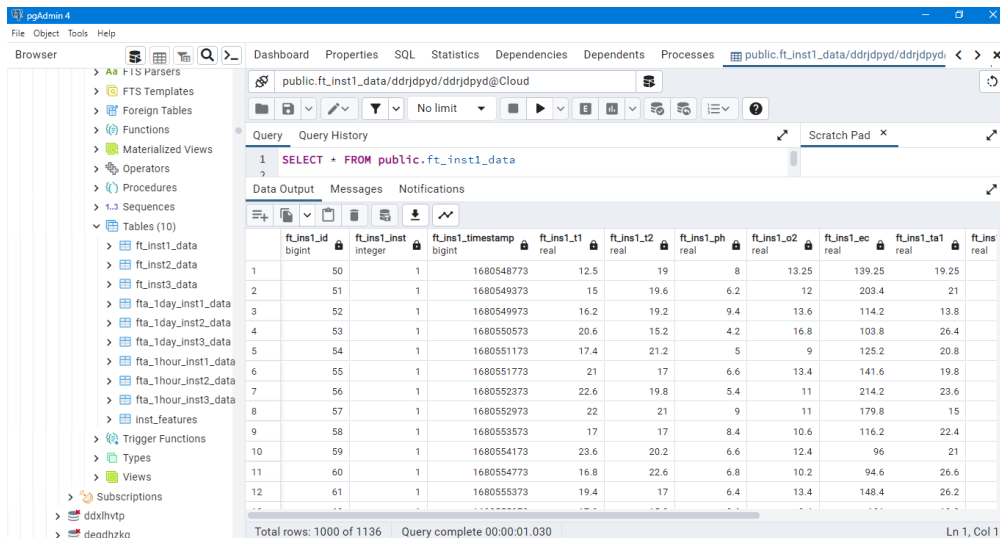 pgAdmin 4
File Object Tools Help
Browser
Dashboard Properties SQL Statistics Dependencies Dependents Processes public.ft_inst1_data/ddrjdpyd/ddrjdpyd
Aa FTS Parsers
FTS Templates
Foreign Tables
Functions
Materialized Views
Operators
Procedures
1..3 Sequences
Tables (10)
ft_inst1_data
ft_inst2_data
ft_inst3_data
fta_1day_inst1_data
fta_1day_inst2_data
fta_1day_inst3_data
fta_1hour_inst1_data
fta_1hour_inst2_data
fta_1hour_inst3_data
inst_features
Trigger Functions
Types
Views
Subscriptions
ddxlhvtp
deqdhzkg
public.ft_inst1_data/ddrjdpyd/ddrjdpyd@Cloud
No limit
E
Query Query History
Scratch Pad
1 SELECT * FROM public.ft_inst1_data
2
Data Output Messages Notifications
ft_ins1_id bigint
ft_ins1_inst integer
ft_ins1_timestamp bigint
ft_ins1_t1 real
ft_ins1_t2 real
ft_ins1_ph real
ft_ins1_o2 real
ft_ins1_ec real
ft_ins1_ta1 real
ft_ins
1 50 1 1680548773 12.5 19 8 13.25 139.25 19.25
2 51 1 1680549373 15 19.6 6.2 12 203.4 21
3 52 1 1680549973 16.2 19.2 9.4 13.6 114.2 13.8
4 53 1 1680550573 20.6 15.2 4.2 16.8 103.8 26.4
5 54 1 1680551173 17.4 21.2 5 9 125.2 20.8
6 55 1 1680551773 21 17 6.6 13.4 141.6 19.8
7 56 1 1680552373 22.6 19.8 5.4 11 214.2 23.6
8 57 1 1680552973 22 21 9 11 179.8 15
9 58 1 1680553573 17 17 8.4 10.6 116.2 22.4
10 59 1 1680554173 23.6 20.2 6.6 12.4 96 21
11 60 1 1680554773 16.8 22.6 6.8 10.2 94.6 26.6
12 61 1 1680555373 19.4 17 6.4 13.4 148.4 26.2
Total rows: 1000 of 1136 Query complete 00:00:01.030
Ln 1, Col 1